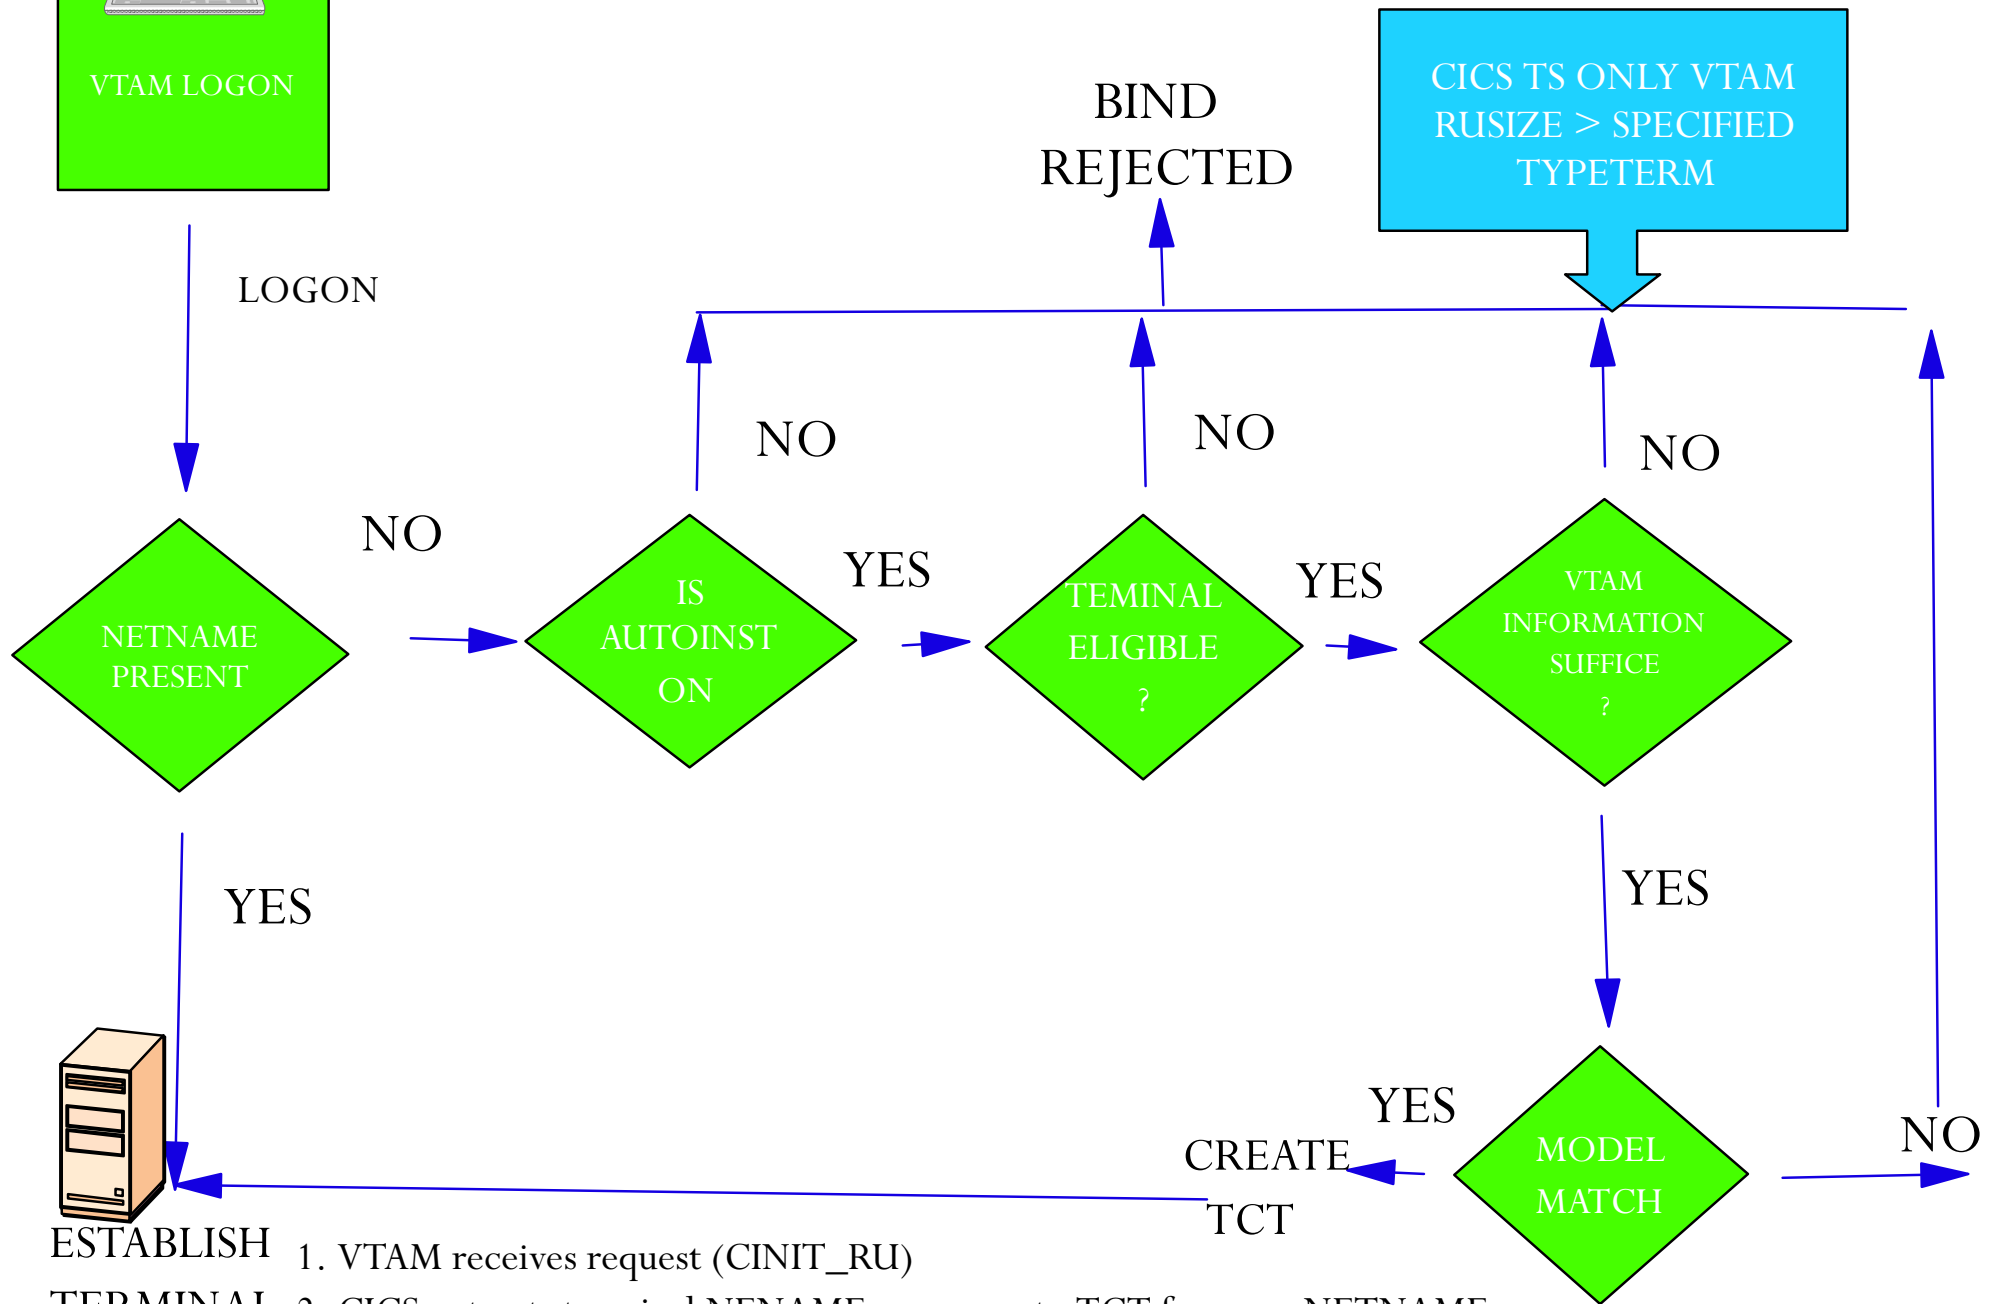 VTAM LOGON
CICS TS ONLY VTAM
RUSIZE > SPECIFIED
TYPETERM
BIND
REJECTED
LOGON
NO
NO
NO
NO
YES
YES
NETNAME
PRESENT
IS
AUTOINST
ON
TEMINAL
ELIGIBLE
?
VTAM
INFORMATION
SUFFICE
?
YES
YES
YES
NO
CREATE
TCT
MODEL
MATCH
ESTABLISH
TERMINAL
1. VTAM receives request (CINIT_RU)